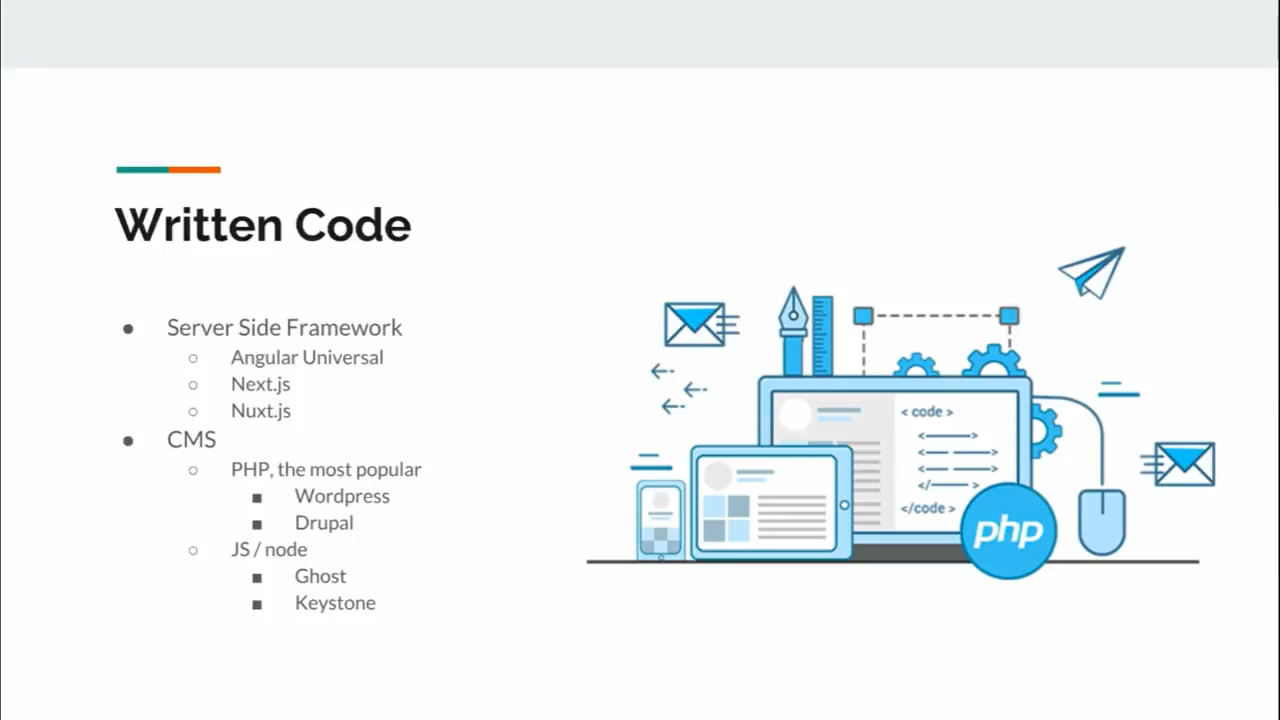 Written Code
● Server Side Framework
○ Angular Universal
○ Next.js
○ Nuxt.js
● CMS
○ PHP, the most popular
■ Wordpress
■ Drupal
○ JS / node
■ Ghost
■ Keystone
< code >
</code >
php